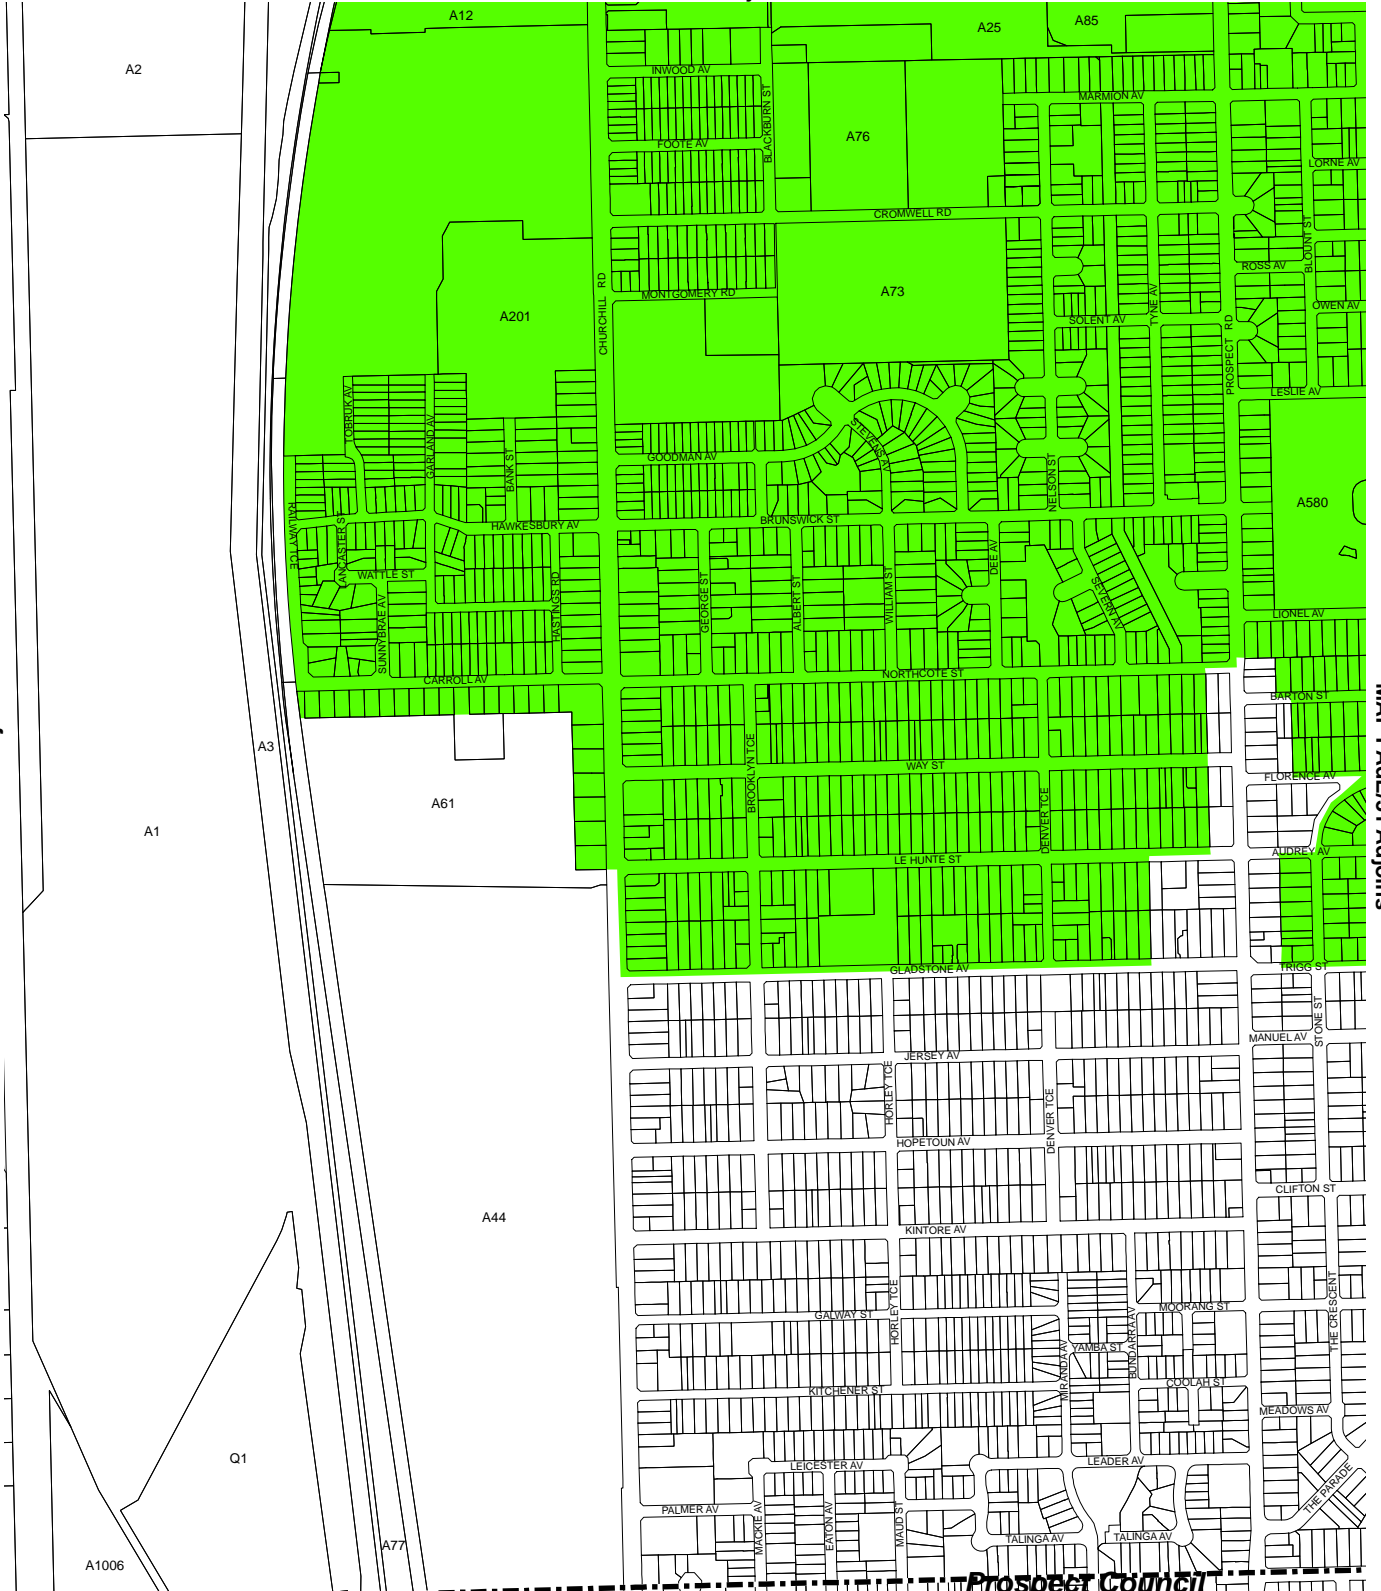 A12
A25
A85
A2
INWOOD AV
MARMION AV
BLACKBURN ST
A76
FOOTE AV
LORNE AV
CROMWELL RD
BLOUNT ST
ROSS AV
CHURCHILL RD
MONTGOMERY RD
A73
TYNE AV
OWEN AV
A201
SOLENT AV
PROSPECT RD
LESLIE AV
TOBRUK AV
GARLAND AV
STEVENS AV
BANK ST
GOODMAN AV
NELSON ST
A580
RAILWAY TCE
LANCASTER ST
HAWKESBURY AV
BRUNSWICK ST
DEE AV
WATTLE ST
HASTINGS RD
GEORGE ST
ALBERT ST
WILLIAM ST
SEVERN AV
LIONEL AV
SUNNYBRAE AV
CARROLL AV
NORTHCOTE ST
BARTON ST
A3
BROOKLYN TCE
WAY ST
FLORENCE AV
A61
A1
DENVER TCE
LE HUNTE ST
AUDREY AV
GLADSTONE AV
TRIGG ST
STONE ST
MANUEL AV
JERSEY AV
HORLEY TCE
DENVER TCE
HOPETOUN AV
CLIFTON ST
A44
KINTORE AV
HORLEY TCE
GALWAY ST
MOORANG ST
THE CRESCENT
BUNDARRA AV
YAMBA ST
MIRANDA AV
KITCHENER ST
COOLAH ST
MEADOWS AV
Q1
LEICESTER AV
LEADER AV
THE PARADE
PALMER AV
MACKIE AV
EATON AV
MAUD ST
TALINGA AV
TALINGA AV
A77
A1006
Prospect Council